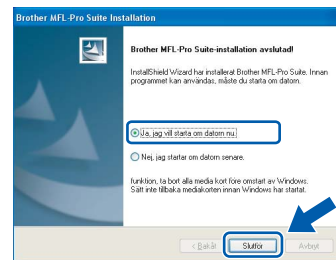 Brother MFL-Pro Suite Installation
Brother MFL-Pro Suite-installation avslutad!
InstallShield Wizard har installerat Brother MFL-Pro Suite. Innan
programmet kan användas, måste du starta om datorn.
Ja, jag vill starta om datorn nu.
Nej, jag startar om datorn senare.
funktion, ta bort alla media kort före omstart av Windows.
Sätt inte tillbaka mediakorten innan Windows har startat.
< Bakåt
Slutför
Avbryt